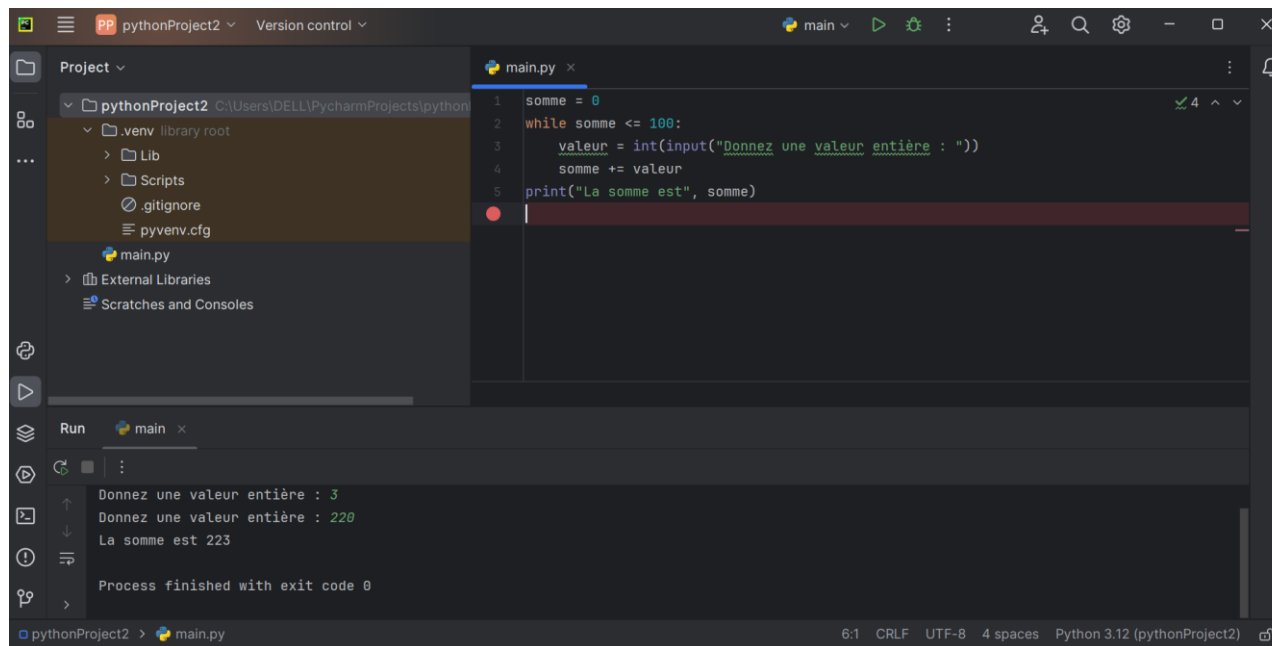 PP pythonProject2 Version control main
Project
main.py
pythonProject2 C:\Users\DELL\PycharmProjects\python
.venv library root
Lib
Scripts
.gitignore
pyvenv.cfg
main.py
External Libraries
Scratches and Consoles
1 somme = 0
2 while somme <= 100:
3 valeur = int(input("Donnez une valeur entière : "))
4 somme += valeur
5 print("La somme est", somme)
4
Run main
Donnez une valeur entière : 3
Donnez une valeur entière : 220
La somme est 223
Process finished with exit code 0
pythonProject2 > main.py 6:1 CRLF UTF-8 4 spaces Python 3.12 (pythonProject2)